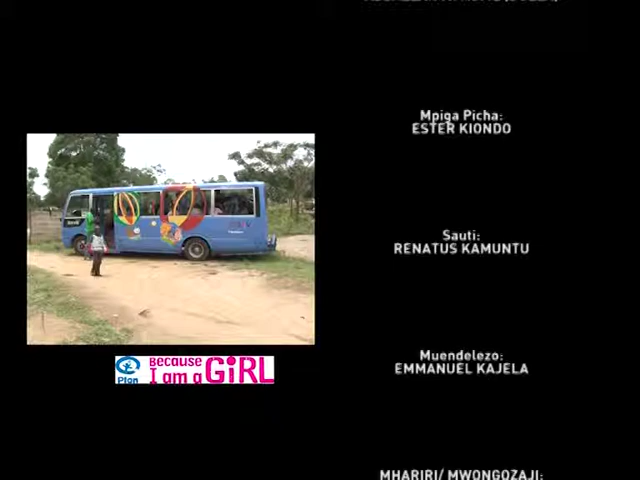 Mpiga Picha:
ESTER KIONDO
Sauti:
RENATUS KAMUNTU
Muendelezo:
EMMANUEL KAJELA
MHARIRI/ MWONGOZAJI:
Plan
Because
I am a GIRL